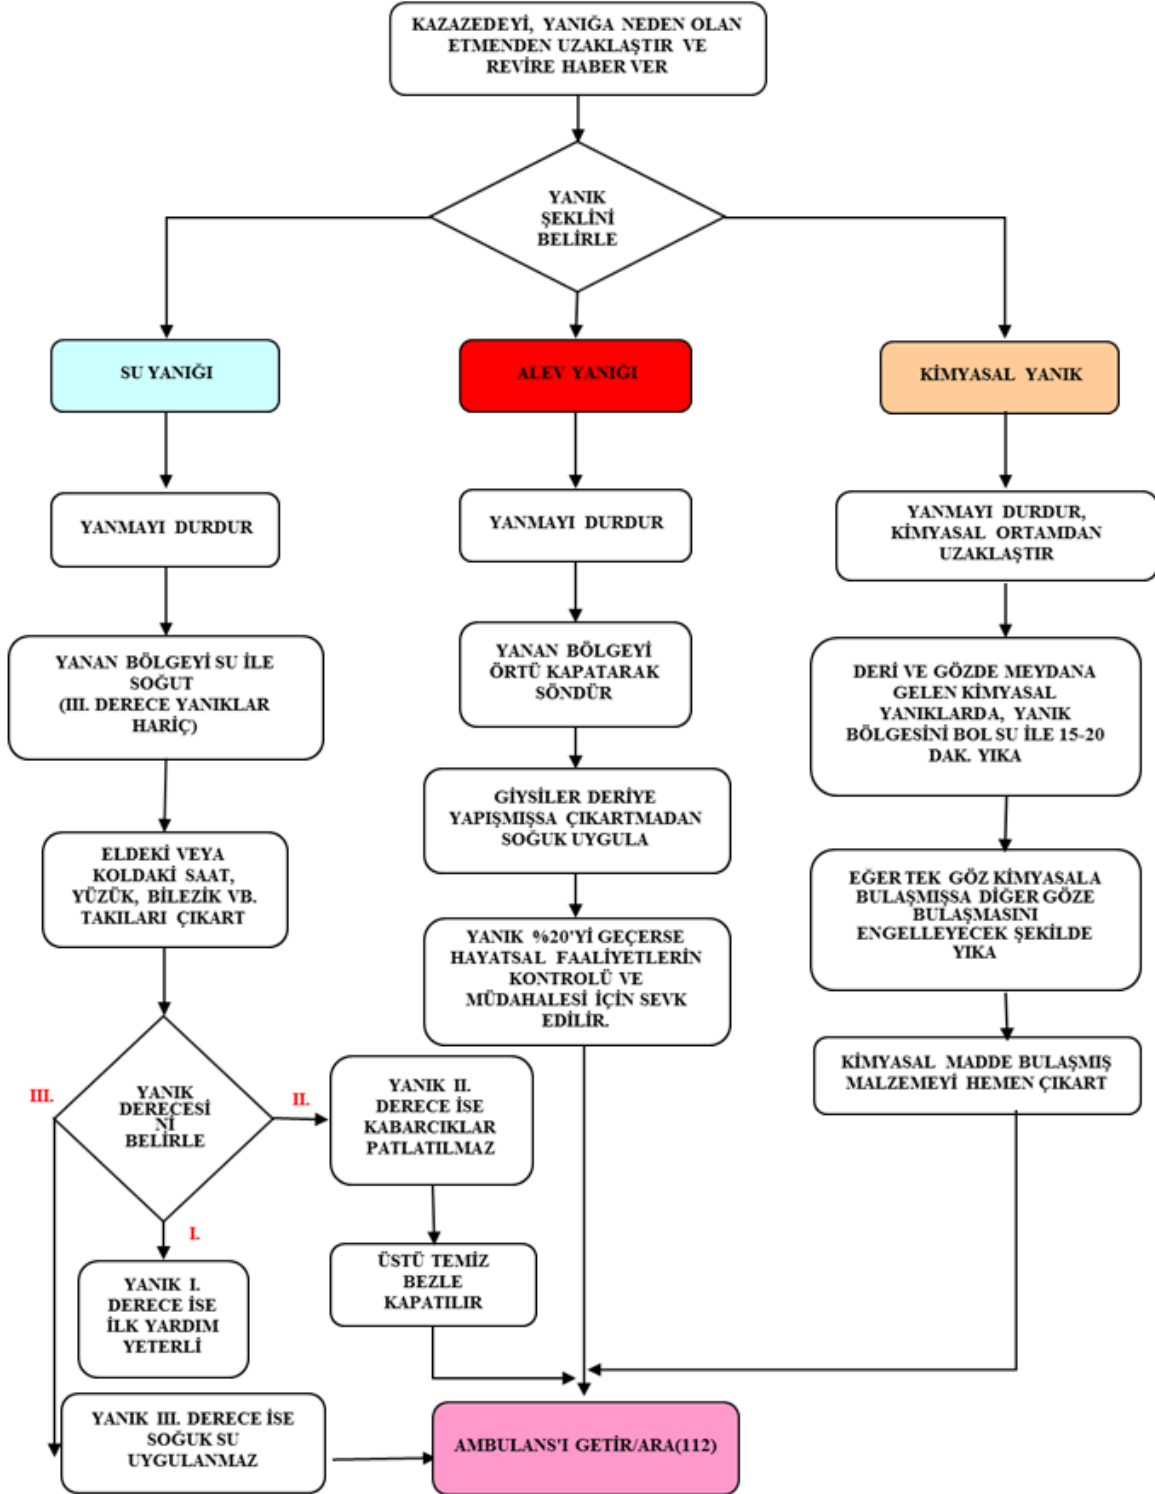 KAZAZEDEYİ, YANIĞA NEDEN OLAN
ETMENDEN UZAKLAŞTIR VE
REVİRE HABER VER
YANIK
ŞEKLİNİ
BELİRLE
SU YANIĞI
ALEV YANIĞI
KİMYASAL YANIK
YANMAYI DURDUR
YANMAYI DURDUR
YANMAYI DURDUR,
KİMYASAL ORTAMDAN
UZAKLAŞTIR
YANAN BÖLGEYİ SU İLE
SOĞUT
(III. DERECE YANIKLAR
HARİÇ)
YANAN BÖLGEYİ
ÖRTÜ KAPATARAK
SÖNDÜR
DERİ VE GÖZDE MEYDANA
GELEN KİMYASAL
YANIKLARDA, YANIK
BÖLGESİNİ BOL SU İLE 15-20
DAK. YIKA
GİYSİLER DERİYE
YAPIŞMIŞSA ÇIKARTMADAN
SOĞUK UYGULA
ELDEKİ VEYA
KOLDAKİ SAAT,
YÜZÜK, BİLEZİK VB.
TAKILARI ÇIKART
EĞER TEK GÖZ KİMYASALA
BULAŞMIŞSA DİĞER GÖZE
BULAŞMASINI
ENGELLEYECEK ŞEKİLDE
YIKA
YANIK %20'Yİ GEÇERSE
HAYATSAL FAALİYETLERİN
KONTROLÜ VE
MÜDAHALESİ İÇİN SEVK
EDİLİR.
KİMYASAL MADDE BULAŞMIŞ
MALZEMEYİ HEMEN ÇIKART
YANIK
DERECESİ
Nİ
BELİRLE
III.
II.
I.
YANIK II.
DERECE İSE
KABARCIKLAR
PATLATILMAZ
ÜSTÜ TEMİZ
BEZLE
KAPATILIR
YANIK I.
DERECE İSE
İLK YARDIM
YETERLİ
YANIK III. DERECE İSE
SOĞUK SU
UYGULANMAZ
AMBULANS'I GETİR/ARA(112)